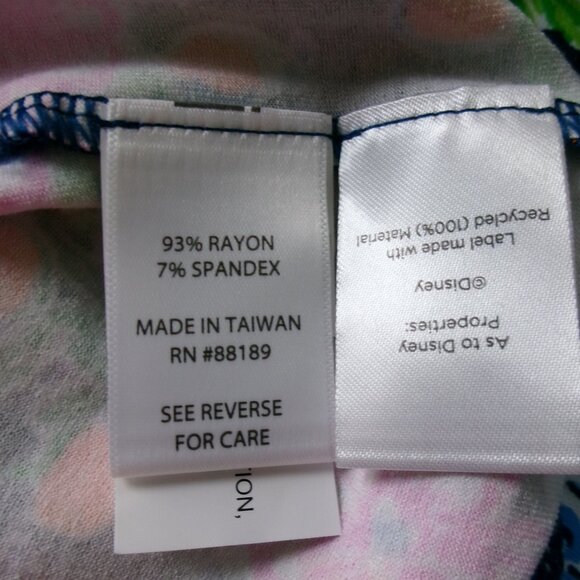 93% RAYON
7% SPANDEX
MADE IN TAIWAN
RN #88189
SEE REVERSE
FOR CARE
As to Disney
Properties:
©Disney
Label made with
Recycled (100%) Material